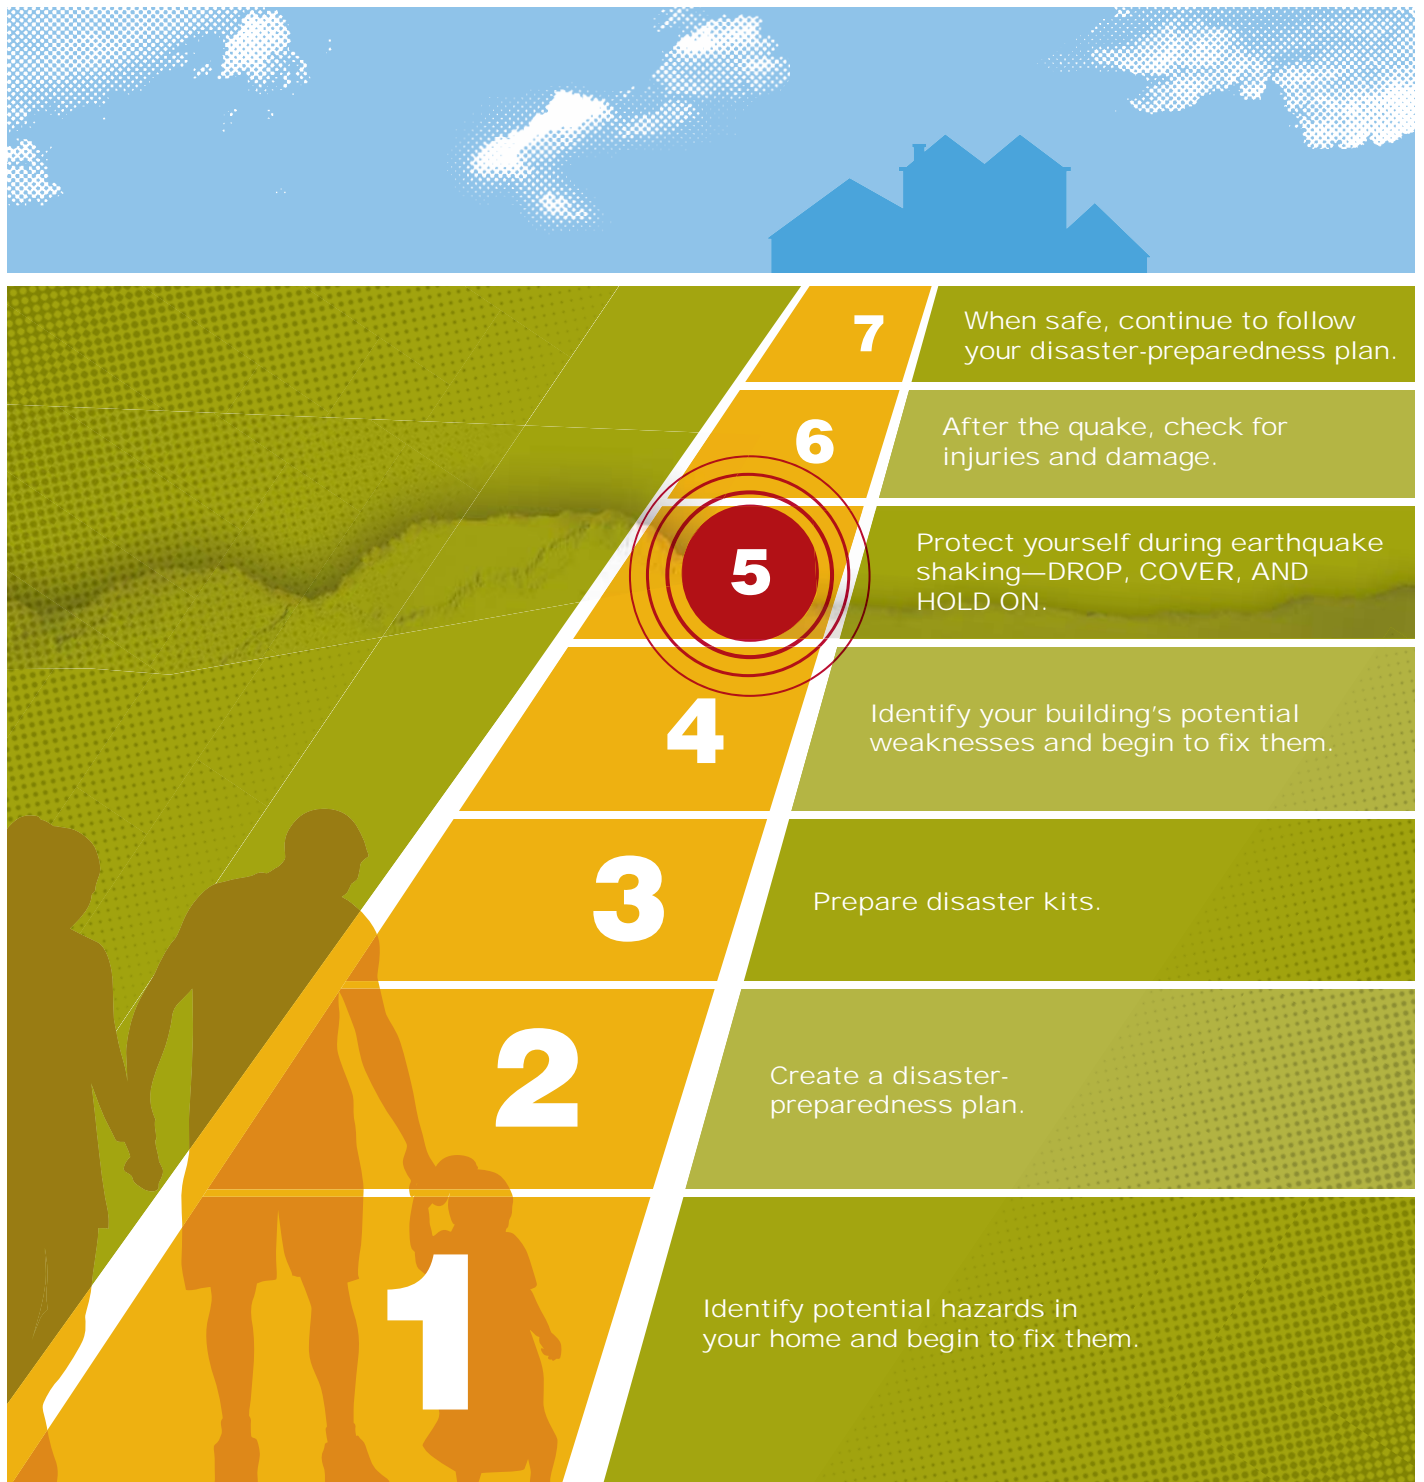 7
When safe, continue to follow
your disaster-preparedness plan.
6
After the quake, check for
injuries and damage.
5
Protect yourself during earthquake
shaking—DROP, COVER, AND
HOLD ON.
4
Identify your building’s potential
weaknesses and begin to fix them.
3
Prepare disaster kits.
2
Create a disaster-
preparedness plan.
1
Identify potential hazards in
your home and begin to fix them.